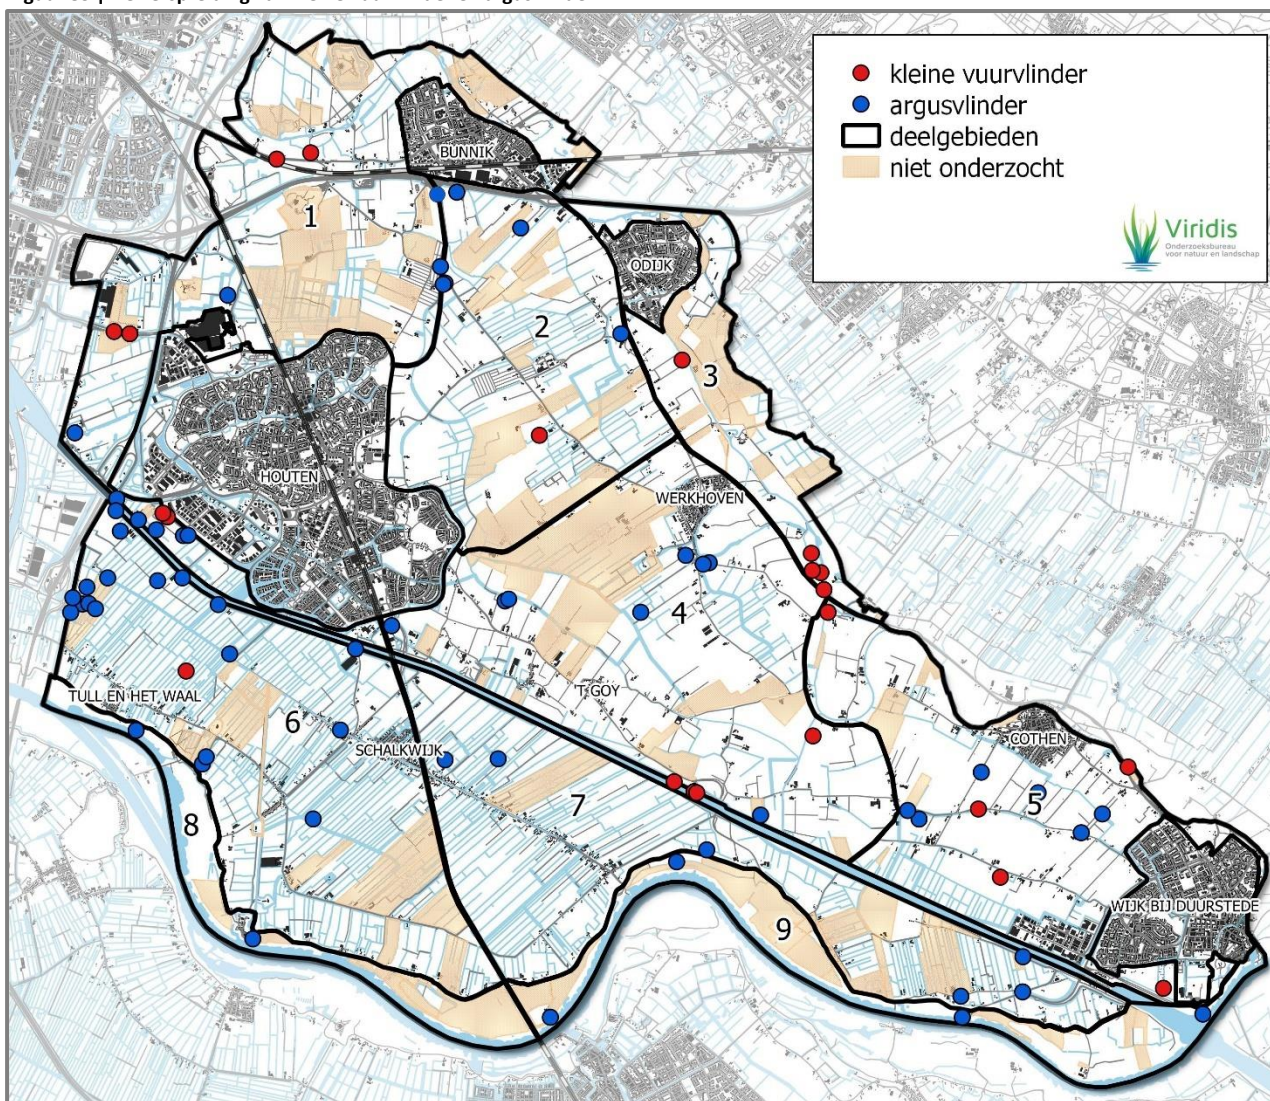 kleine vuurvlinder
argusvlinder
deelgebieden
niet onderzocht
Viridis
Onderzoeksbureau
voor natuur en landschap
BUNNIK
1
ODIJK
2
3
HOUTEN
WERKHOVEN
4
'T GOY
TULL EN HET WAAL
6
SCHALKWIJK
COTHEN
7
5
8
WIJK BIJ DUURSTEDE
9